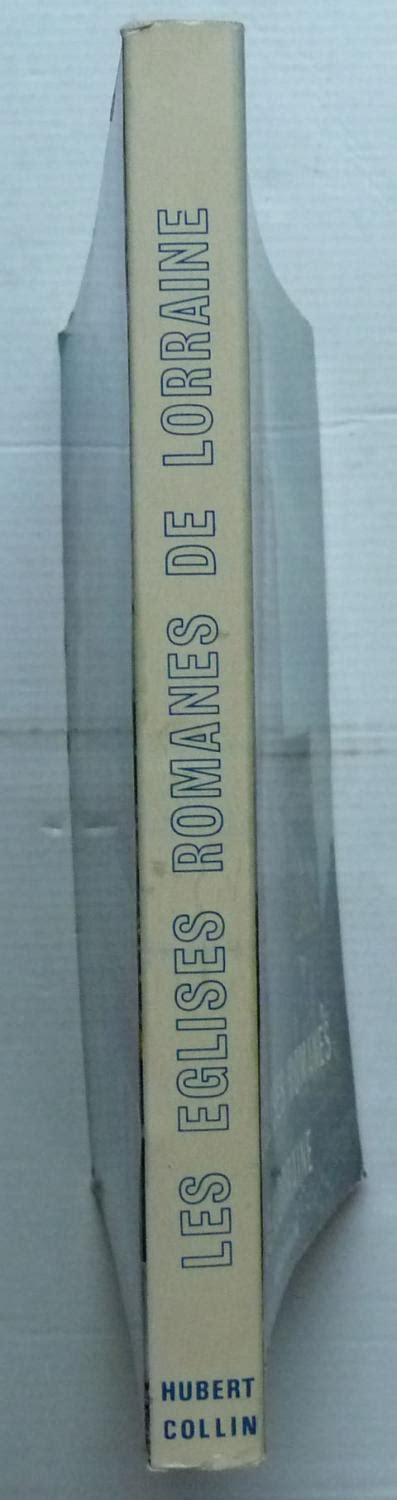 LES EGLISES ROMANES DE LORRAINE
HUBERT
COLLIN